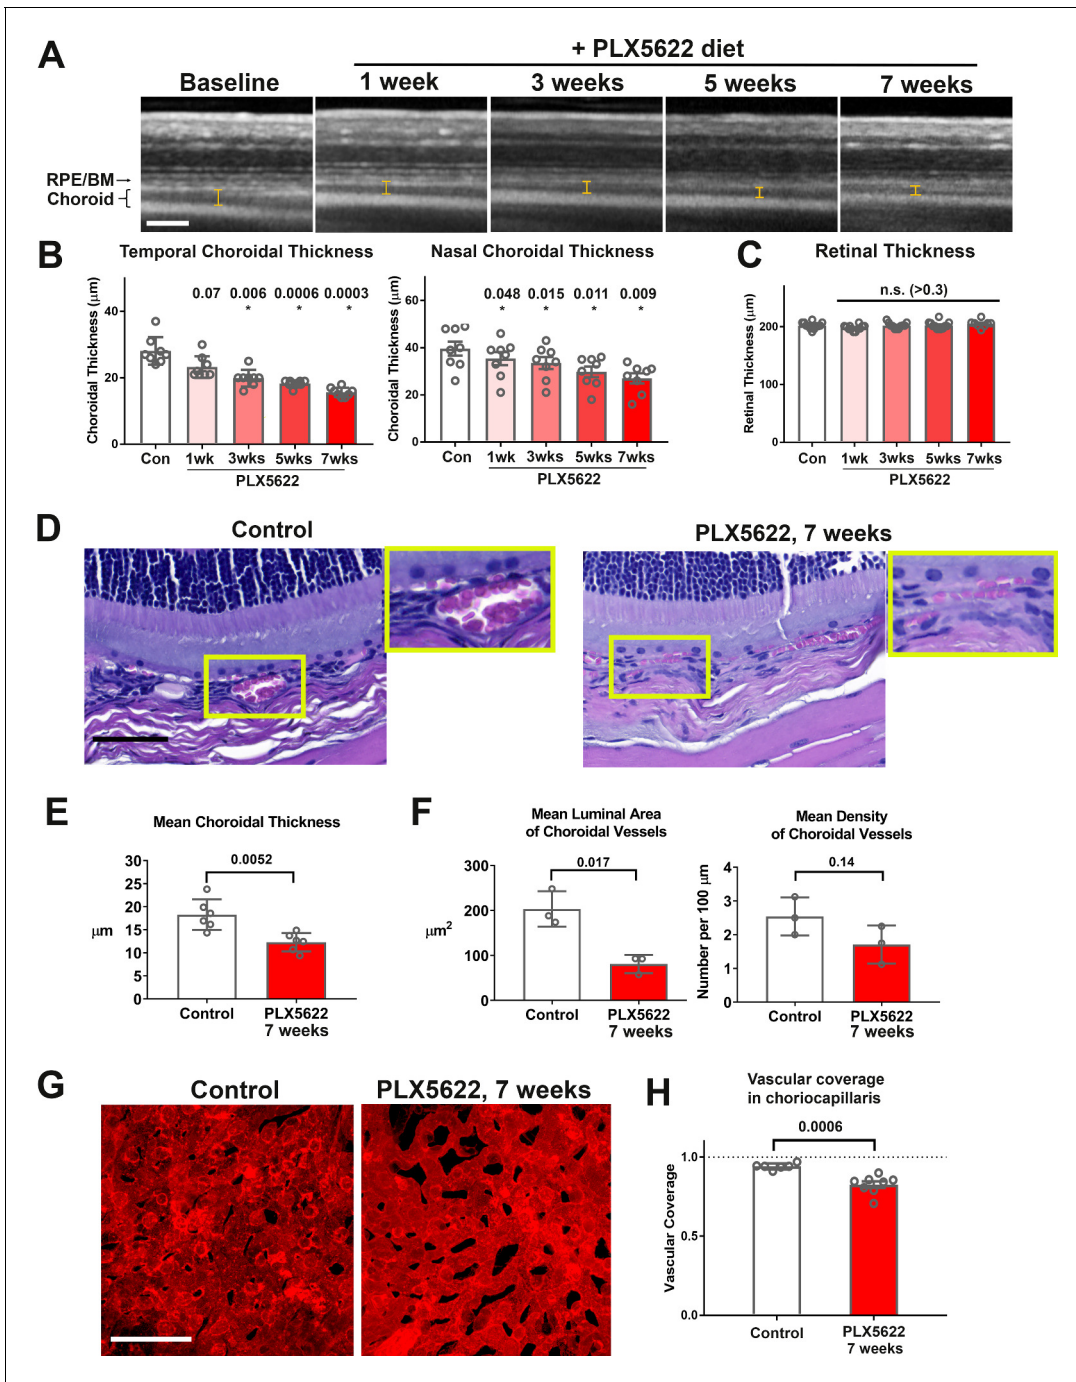 A
+ PLX5622 diet
Baseline
1 week
3 weeks
5 weeks
7 weeks
RPE/BM
Choroid
B
Temporal Choroidal Thickness
Choroidal Thickness (μm)
40
20
0
0.07
0.006
*
0.0006
*
0.0003
*
Con
1wk
3wks
5wks
7wks
PLX5622
Nasal Choroidal Thickness
Choroidal Thickness (μm)
60
40
20
0
0.048
*
0.015
*
0.011
*
0.009
*
Con
1wk
3wks
5wks
7wks
PLX5622
C
Retinal Thickness
n.s. (>0.3)
Retinal Thickness (μm)
200
100
0
Con
1wk
3wks
5wks
7wks
PLX5622
D
Control
PLX5622, 7 weeks
E
Mean Choroidal Thickness
0.0052
μm
30
25
20
15
10
5
0
Control
PLX5622
7 weeks
F
Mean Luminal Area
of Choroidal Vessels
0.017
μm²
300
200
100
0
Control
PLX5622
7 weeks
Mean Density
of Choroidal Vessels
0.14
Number per 100 μm
4
3
2
1
0
Control
PLX5622
7 weeks
G
Control
PLX5622, 7 weeks
H
Vascular coverage
in choriocapillaris
0.0006
Vascular Coverage
1.0
0.5
0.0
Control
PLX5622
7 weeks